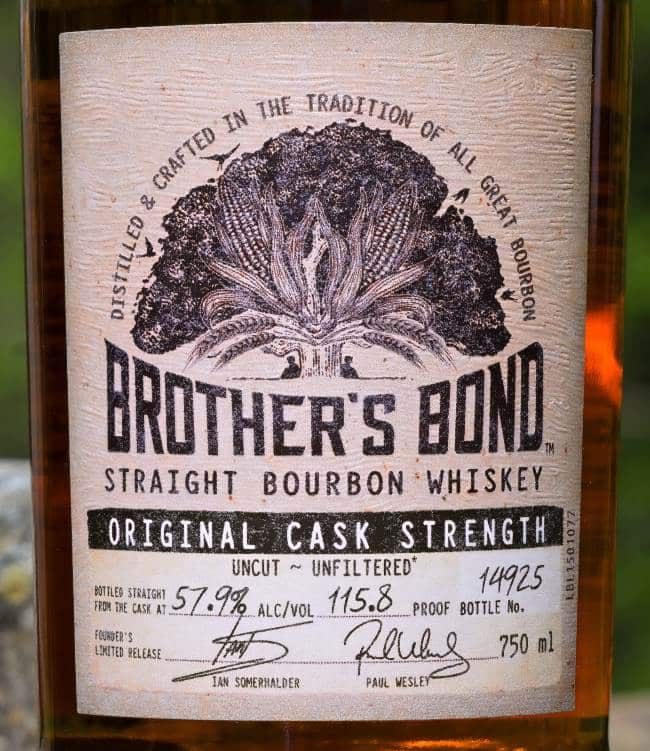 DISTILLED & CRAFTED IN THE TRADITION OF ALL GREAT BOURBON
BROTHER'S BOND™
STRAIGHT BOURBON WHISKEY
ORIGINAL CASK STRENGTH
UNCUT ~ UNFILTERED*
BOTTLED STRAIGHT
FROM THE CASK AT 57.9% ALC/VOL 115.8 PROOF BOTTLE No. 14925
FOUNDER'S
LIMITED RELEASE 750 ml
IAN SOMERHALDER PAUL WESLEY
LBL1501077